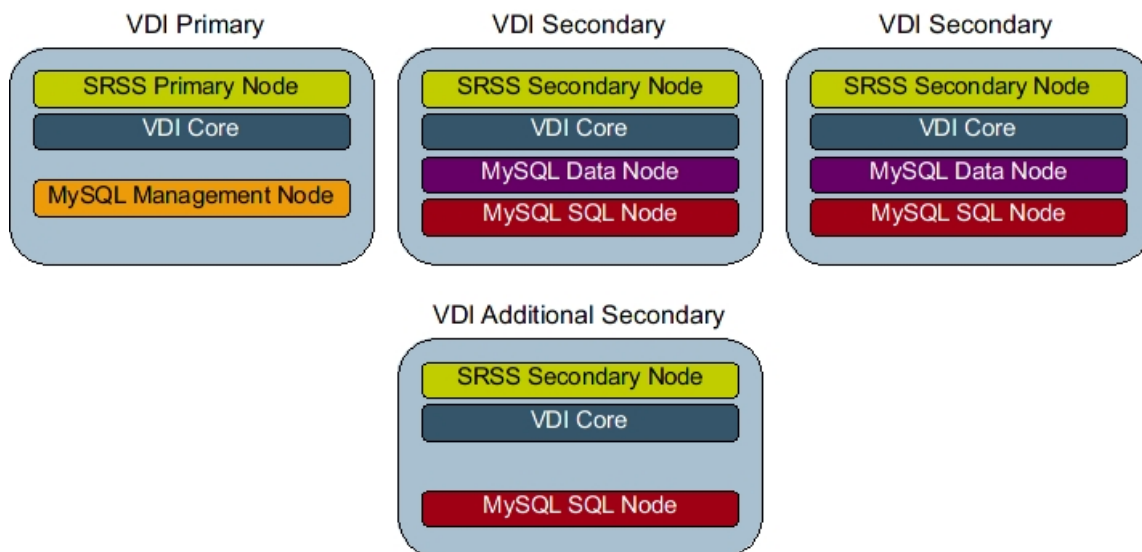 VDI Primary
SRSS Primary Node
VDI Core
MySQL Management Node
VDI Secondary
SRSS Secondary Node
VDI Core
MySQL Data Node
MySQL SQL Node
VDI Secondary
SRSS Secondary Node
VDI Core
MySQL Data Node
MySQL SQL Node
VDI Additional Secondary
SRSS Secondary Node
VDI Core
MySQL SQL Node